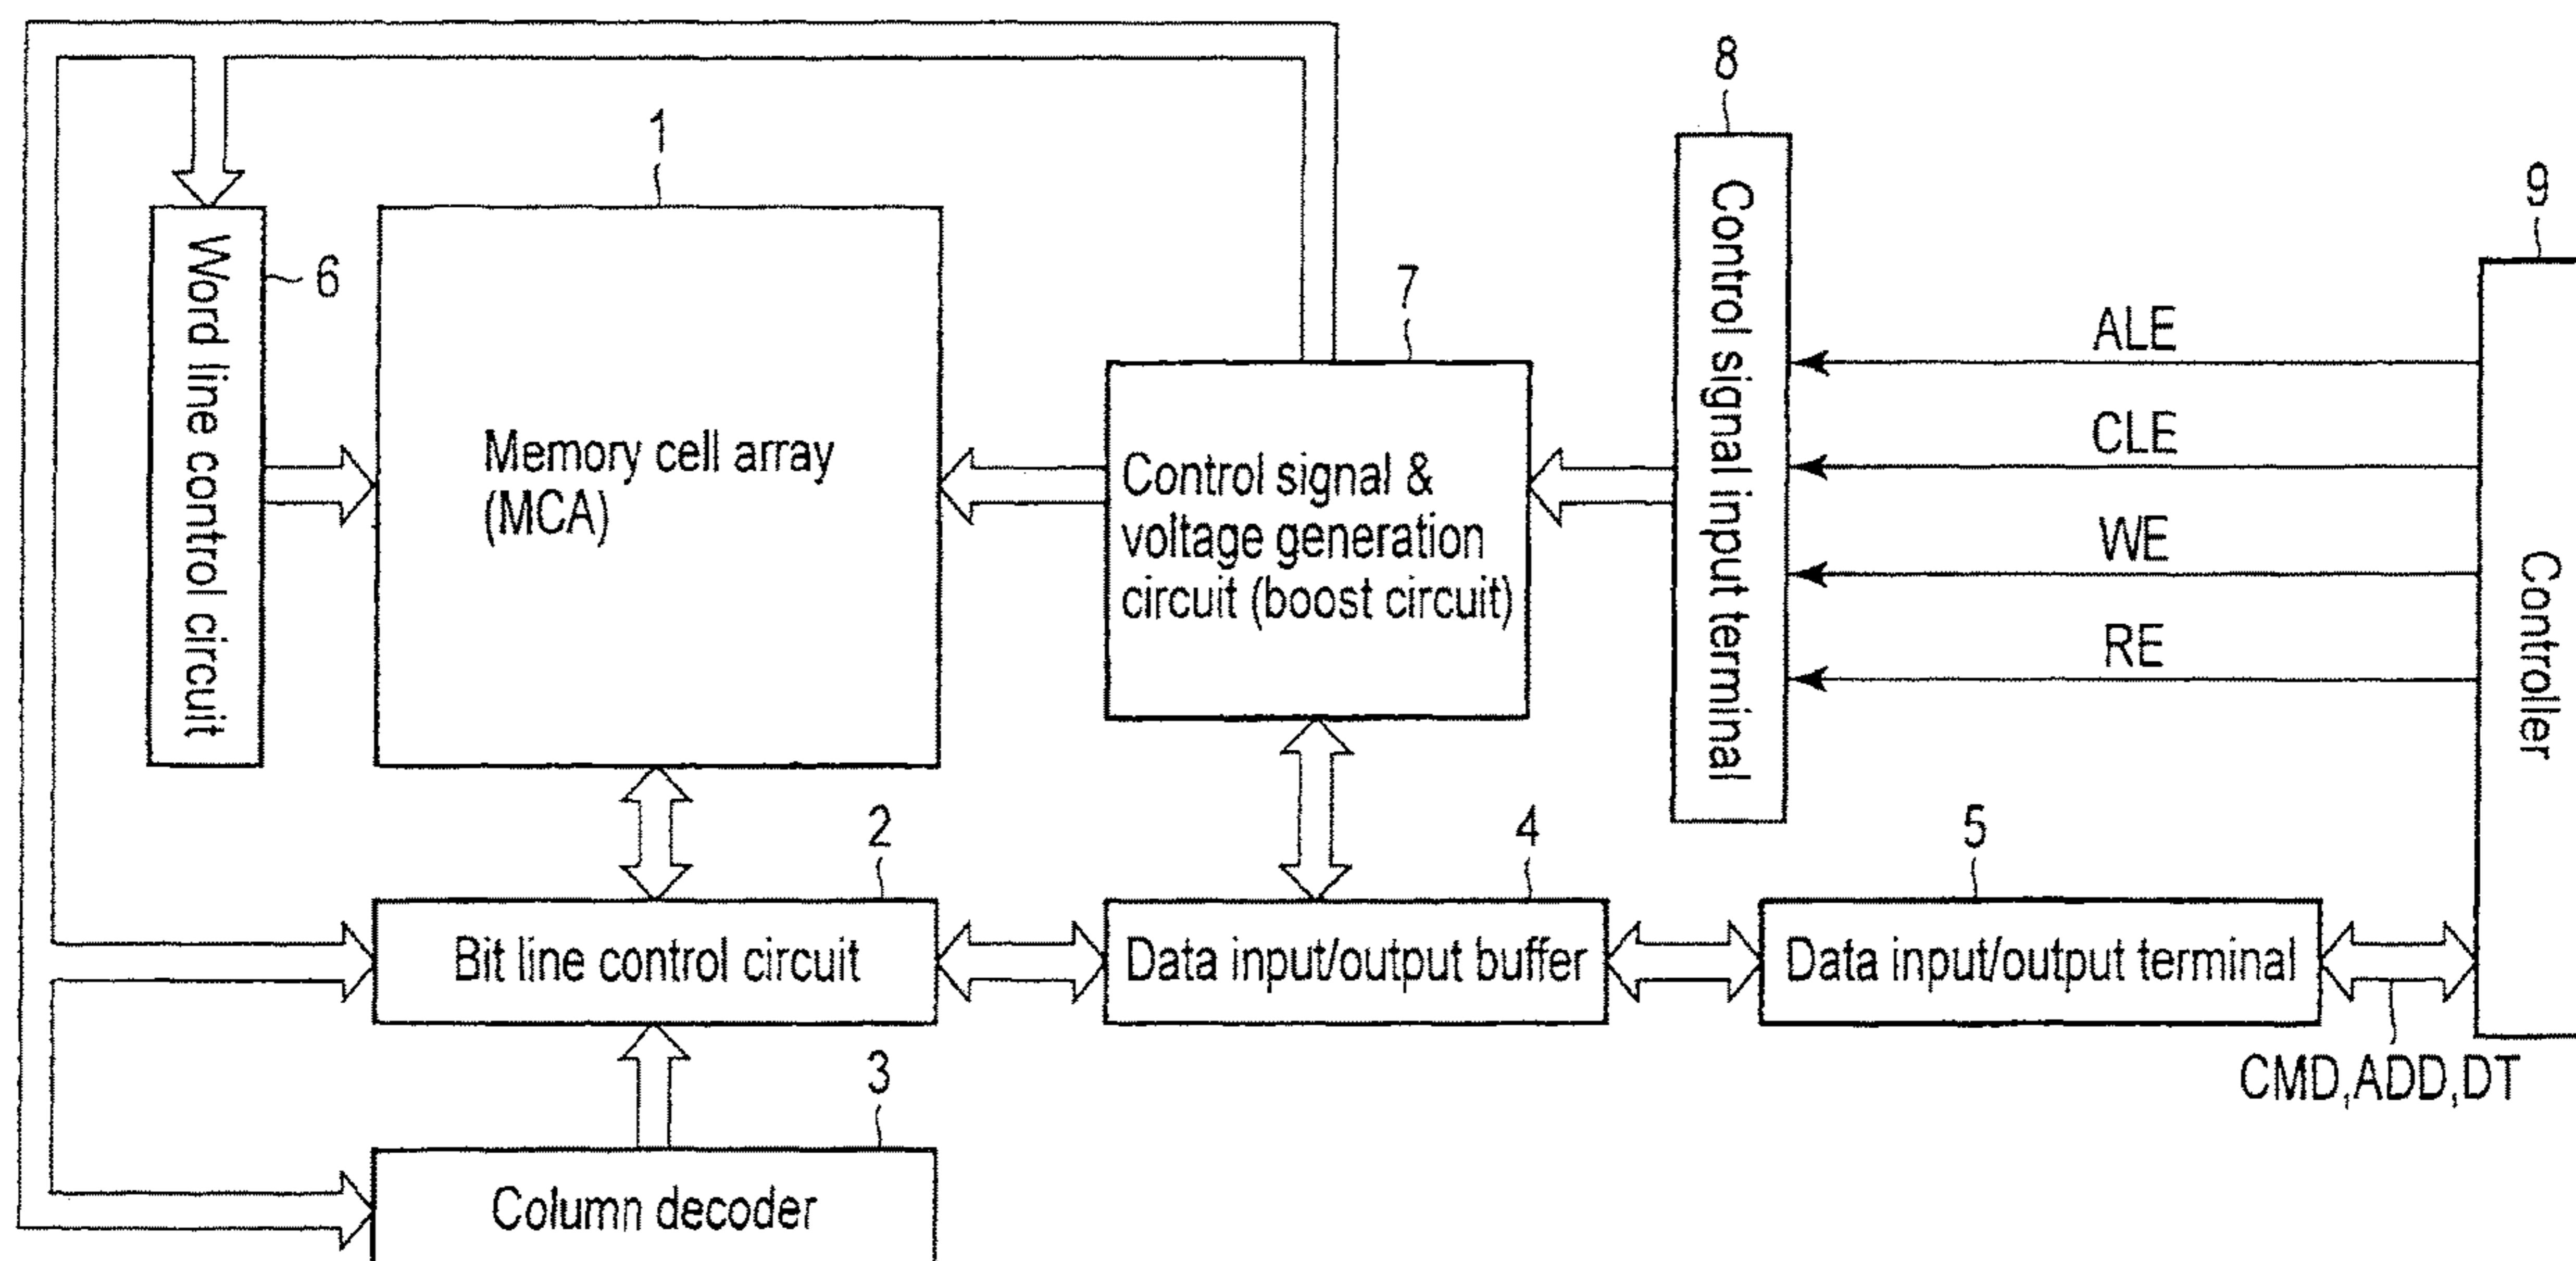 8
1
9
6
7
Word line control circuit
Memory cell array
(MCA)
Control signal &
voltage generation
circuit (boost circuit)
Control signal input terminal
ALE
CLE
WE
RE
Controller
2
4
5
Bit line control circuit
Data input/output buffer
Data input/output terminal
3
CMD,ADD,DT
Column decoder